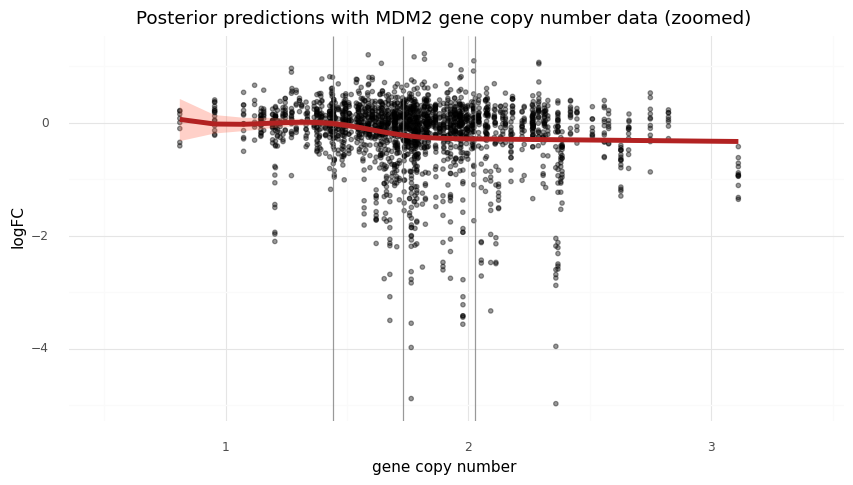 Posterior predictions with MDM2 gene copy number data (zoomed)
logFC
0
−2
−4
1
2
3
gene copy number